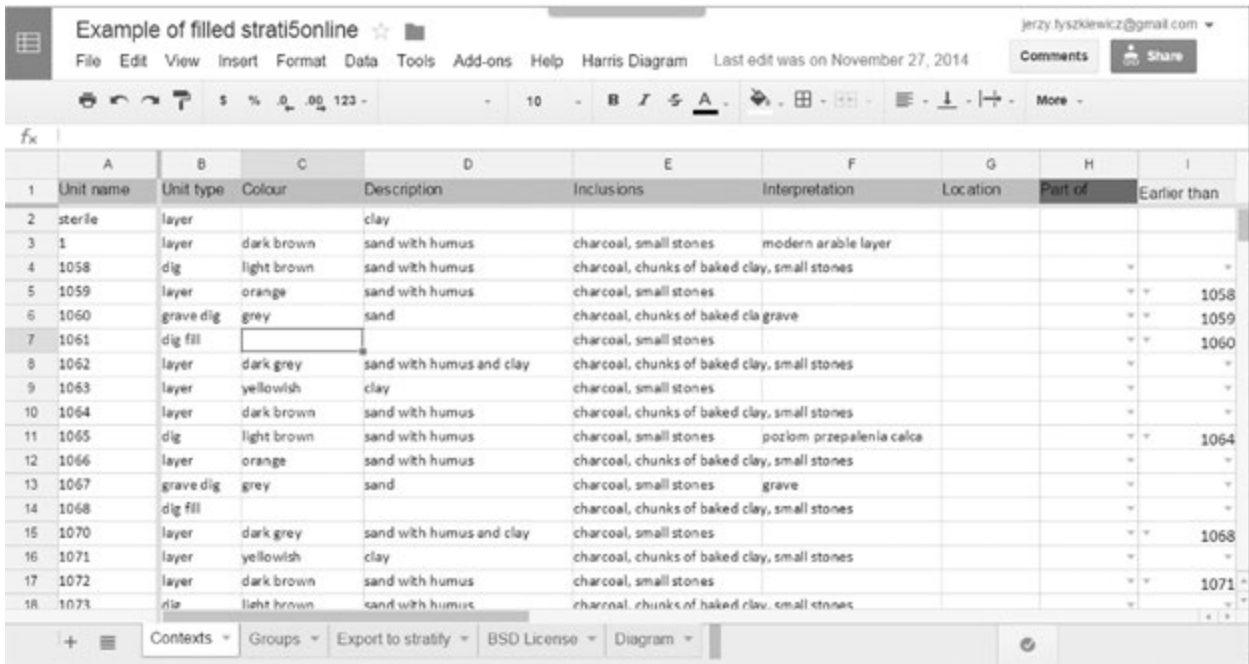 Example of filled strati5online
jerzy.tyszkiewicz@gmail.com
File Edit View Insert Format Data Tools Add-ons Help Harris Diagram Last edit was on November 27, 2014 Comments Share
$ % .0 .00 123 - 10 B I S A More
fx
A B C D E F G H I
1 Unit name Unit type Colour Description Inclusions Interpretation Location Part of Earlier than
2 sterile layer clay
3 1 layer dark brown sand with humus charcoal, small stones modern arable layer
4 1058 dig light brown sand with humus charcoal, chunks of baked clay, small stones
5 1059 layer orange sand with humus charcoal, small stones 1058
6 1060 grave dig grey sand charcoal, chunks of baked cla grave 1059
7 1061 dig fill charcoal, small stones 1060
8 1062 layer dark grey sand with humus and clay charcoal, chunks of baked clay, small stones
9 1063 layer yellowish clay charcoal, small stones
10 1064 layer dark brown sand with humus charcoal, chunks of baked clay, small stones
11 1065 dig light brown sand with humus charcoal, small stones poziom przepalenia calca 1064
12 1066 layer orange sand with humus charcoal, chunks of baked clay, small stones
13 1067 grave dig grey sand charcoal, small stones grave
14 1068 dig fill charcoal, chunks of baked clay, small stones
15 1070 layer dark grey sand with humus and clay charcoal, small stones 1068
16 1071 layer yellowish clay charcoal, chunks of baked clay, small stones
17 1072 layer dark brown sand with humus charcoal, small stones 1071
18 1073 dig light brown sand with humus charcoal, chunks of baked clay, small stones
+ Contexts Groups Export to stratify BSD License Diagram